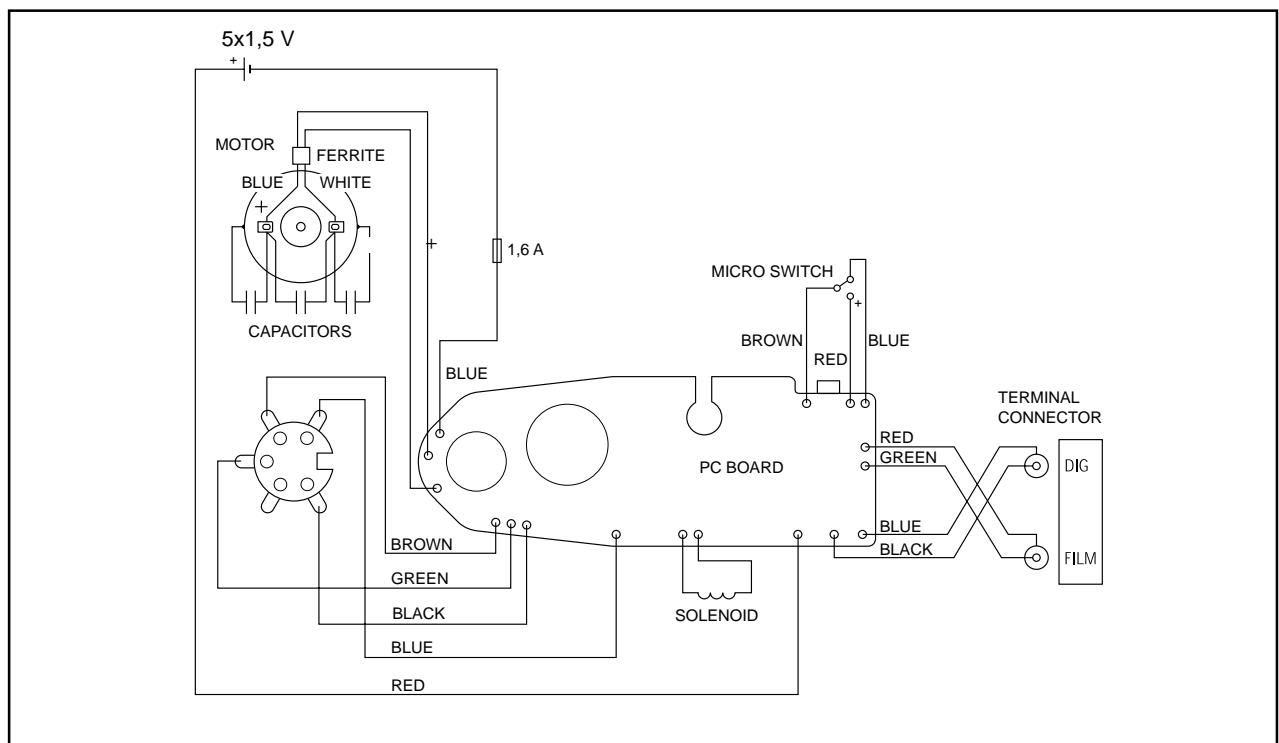 5x1,5 V
+
MOTOR
FERRITE
BLUE WHITE
+
+
1,6 A
CAPACITORS
MICRO SWITCH
+
BROWN
RED
BLUE
BLUE
TERMINAL
CONNECTOR
RED
GREEN
DIG
PC BOARD
BLUE
BLACK
FILM
BROWN
GREEN
BLACK
SOLENOID
BLUE
RED